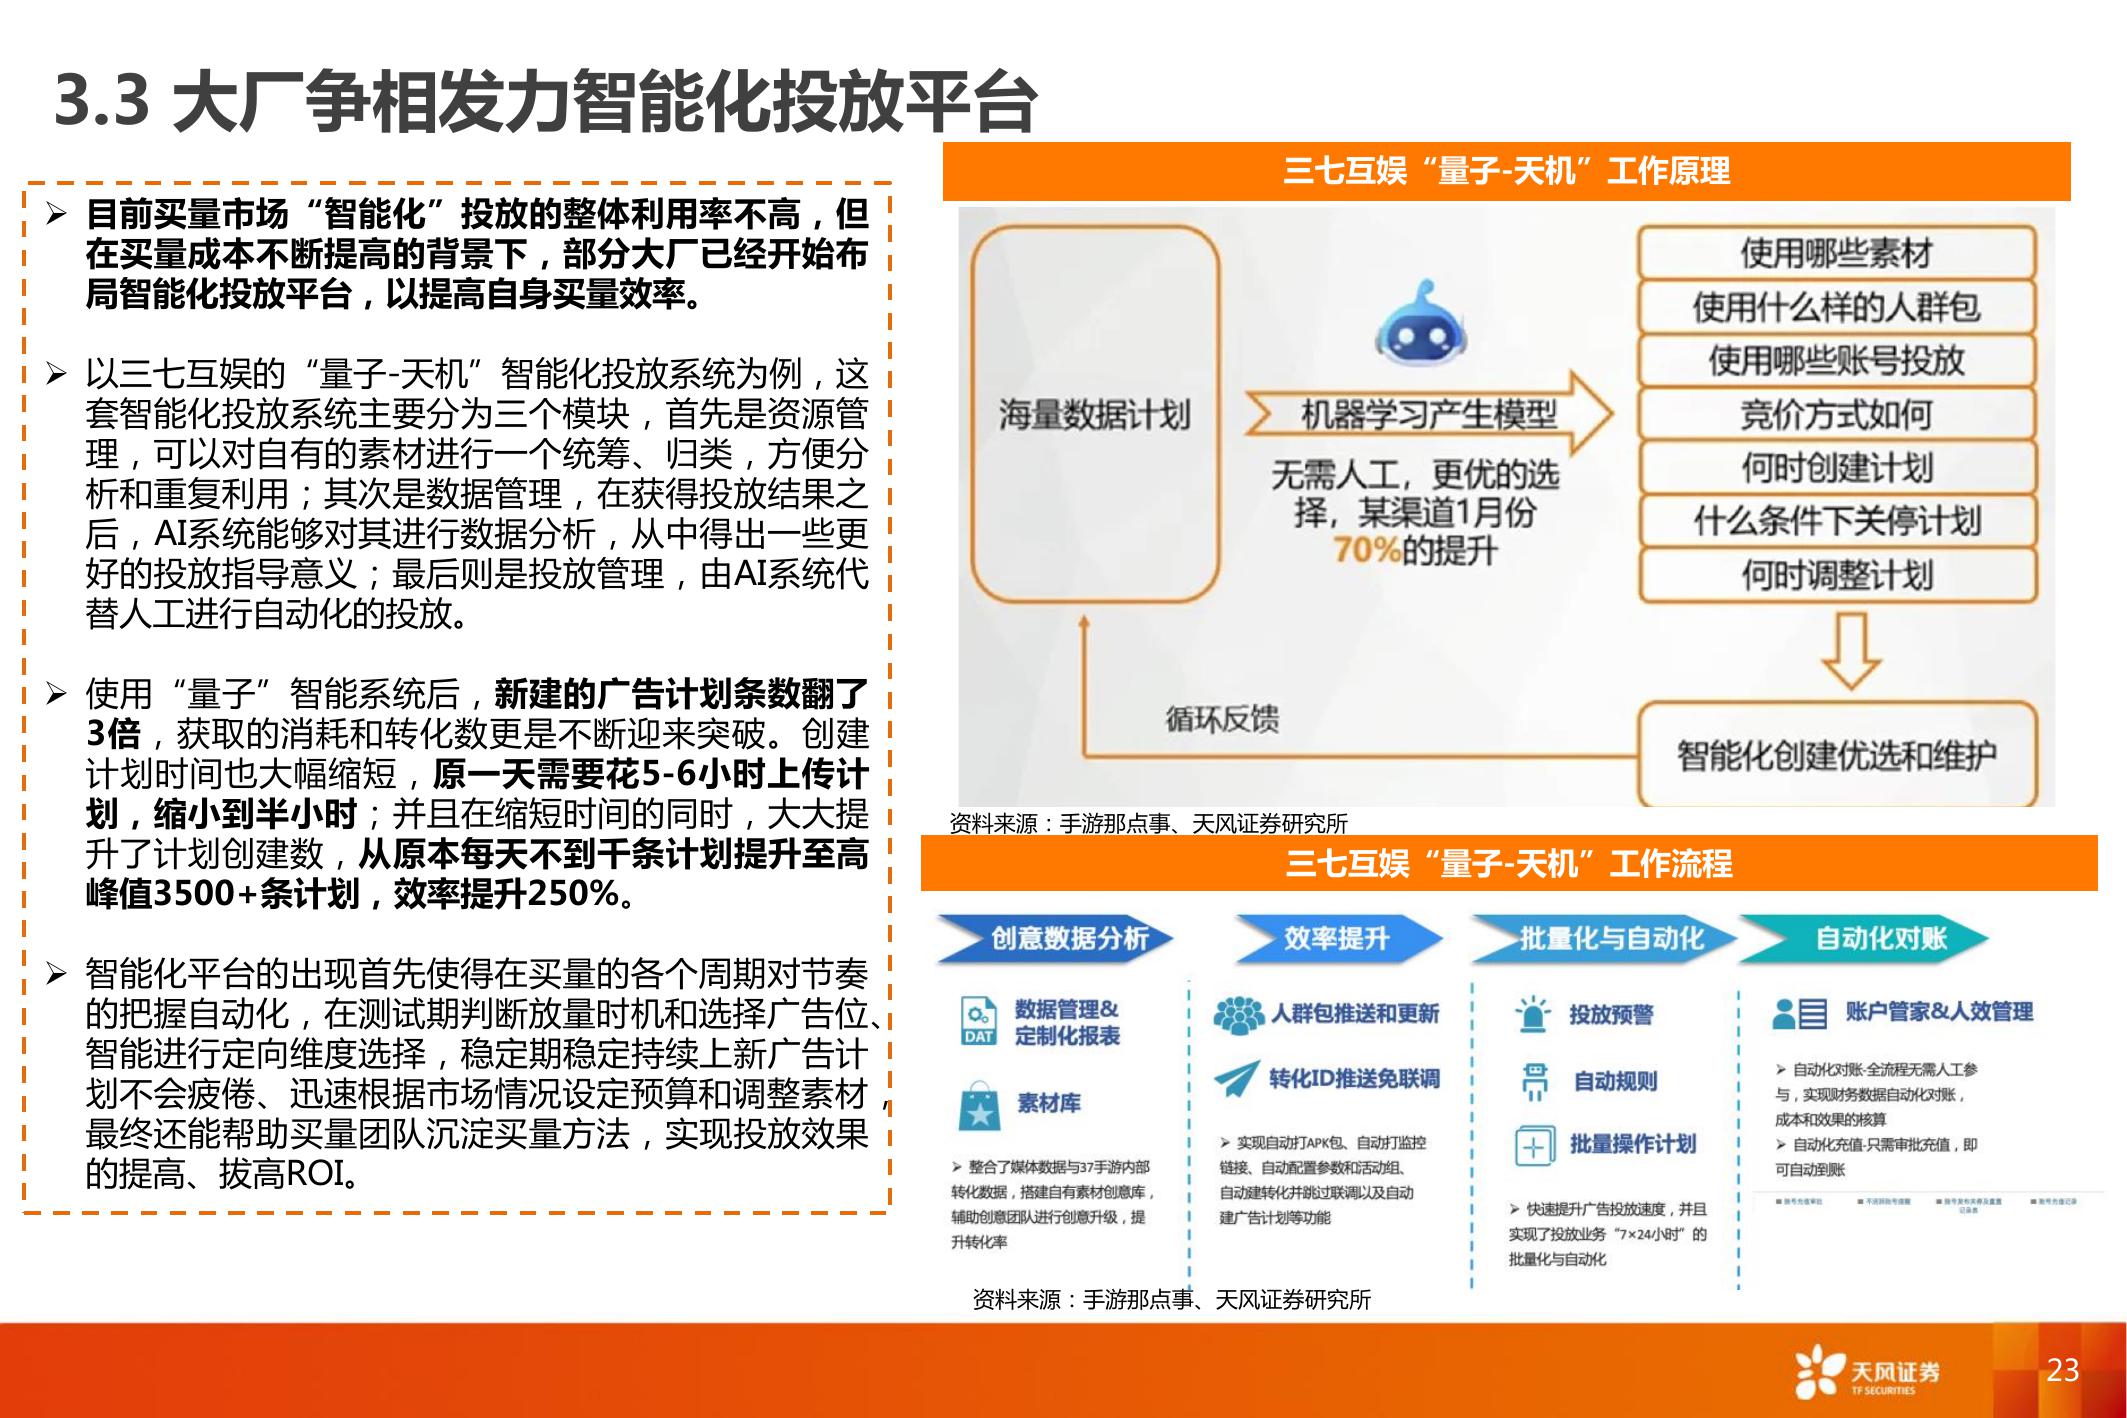 3.3 大厂争相发力智能化投放平台
➢ 目前买量市场“智能化”投放的整体利用率不高，但
在买量成本不断提高的背景下，部分大厂已经开始布
局智能化投放平台，以提高自身买量效率。
➢ 以三七互娱的“量子-天机”智能化投放系统为例，这
套智能化投放系统主要分为三个模块，首先是资源管
理，可以对自有的素材进行一个统筹、归类，方便分
析和重复利用；其次是数据管理，在获得投放结果之
后，AI系统能够对其进行数据分析，从中得出一些更
好的投放指导意义；最后则是投放管理，由AI系统代
替人工进行自动化的投放。
➢ 使用“量子”智能系统后，新建的广告计划条数翻了
3倍，获取的消耗和转化数更是不断迎来突破。创建
计划时间也大幅缩短，原一天需要花5-6小时上传计
划，缩小到半小时；并且在缩短时间的同时，大大提
升了计划创建数，从原本每天不到千条计划提升至高
峰值3500+条计划，效率提升250%。
➢ 智能化平台的出现首先使得在买量的各个周期对节奏
的把握自动化，在测试期判断放量时机和选择广告位、
智能进行定向维度选择，稳定期稳定持续上新广告计
划不会疲倦、迅速根据市场情况设定预算和调整素材，
最终还能帮助买量团队沉淀买量方法，实现投放效果
的提高、拔高ROI。
三七互娱“量子-天机”工作原理
海量数据计划
机器学习产生模型
无需人工，更优的选
择，某渠道1月份
70%的提升
使用哪些素材
使用什么样的人群包
使用哪些账号投放
竞价方式如何
何时创建计划
什么条件下关停计划
何时调整计划
循环反馈
智能化创建优选和维护
资料来源：手游那点事、天风证券研究所
三七互娱“量子-天机”工作流程
创意数据分析
DAT
数据管理&
定制化报表
素材库
➢ 整合了媒体数据与37手游内部
转化数据，搭建自有素材创意库，
辅助创意团队进行创意升级，提
升转化率
效率提升
人群包推送和更新
转化ID推送免联调
➢ 实现自动打APK包、自动打监控
链接、自动配置参数和活动组、
自动建转化并跳过联调以及自动
建广告计划等功能
批量化与自动化
投放预警
自动规则
批量操作计划
➢ 快速提升广告投放速度，并且
实现了投放业务“7×24小时”的
批量化与自动化
自动化对账
账户管家&人效管理
➢ 自动化对账-全流程无需人工参
与，实现财务数据自动化对账，
成本和效果的核算
➢ 自动化充值-只需审批充值，即
可自动到账
资料来源：手游那点事、天风证券研究所
天风证券
TF SECURITIES
23